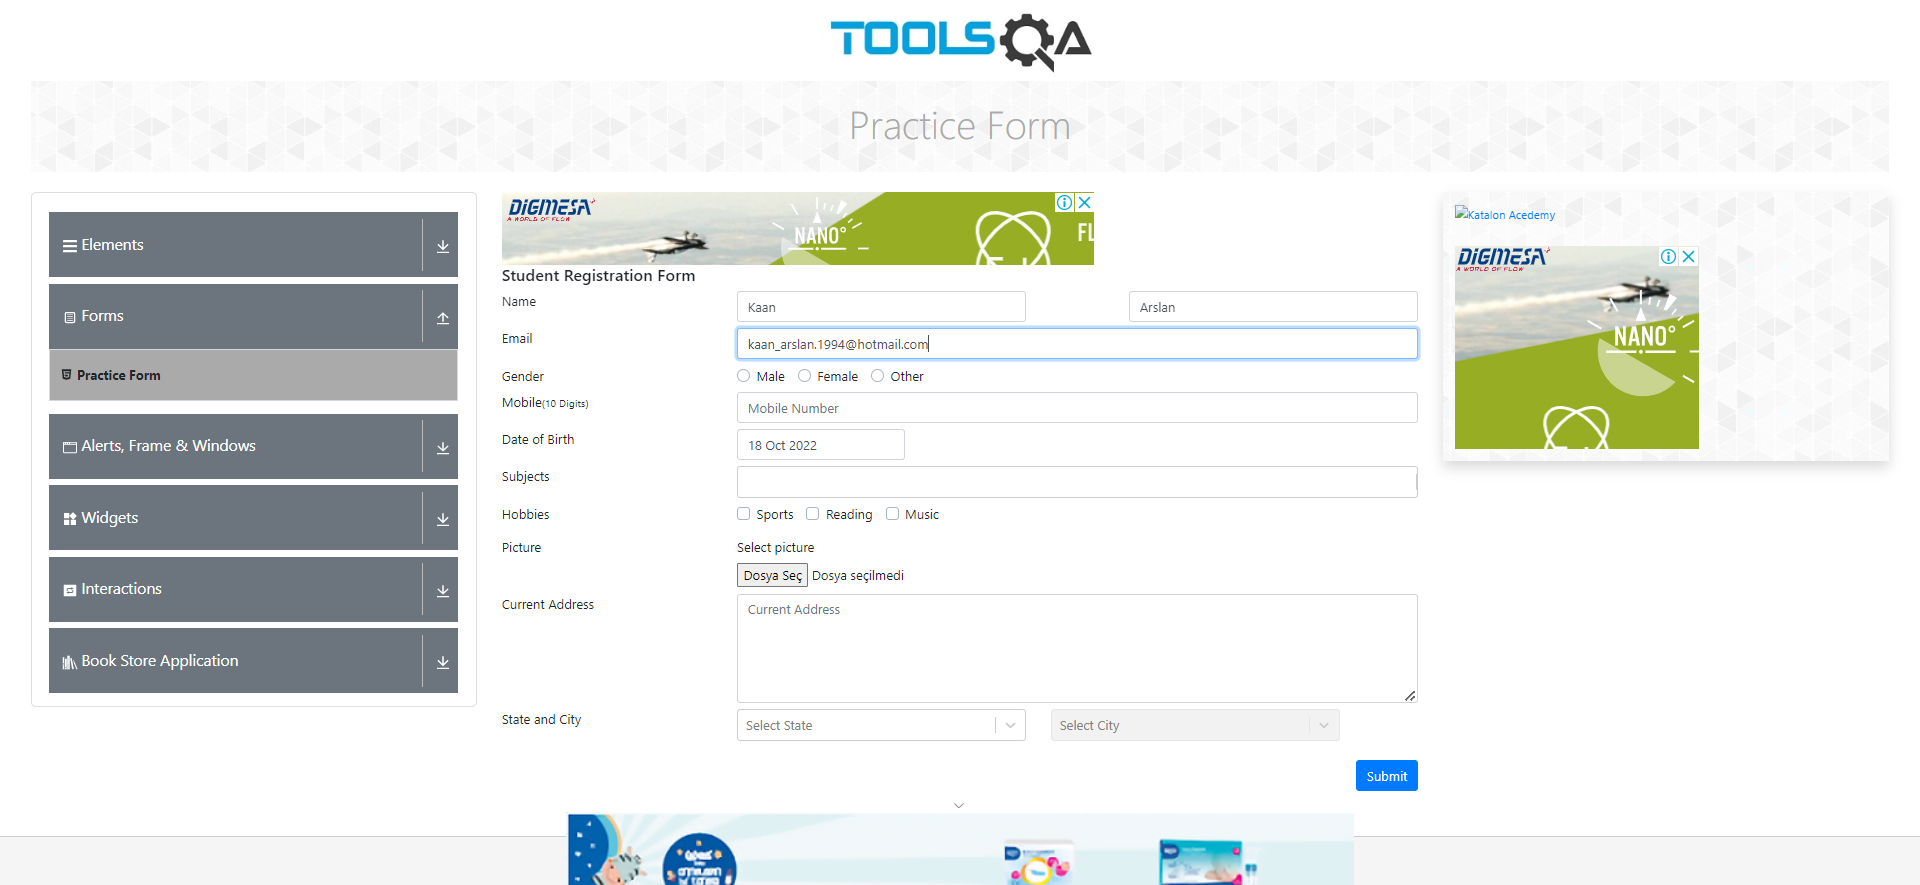 TOOLSQA
Practice Form
Elements
Forms
Practice Form
Alerts, Frame & Windows
Widgets
Interactions
Book Store Application
DIGMESA
A WORLD OF FLOW
NANO°
FL
Student Registration Form
Name
Kaan
Arslan
Email
kaan_arslan.1994@hotmail.com
Gender
Male Female Other
Mobile(10 Digits)
Mobile Number
Date of Birth
18 Oct 2022
Subjects
Hobbies
Sports Reading Music
Picture
Select picture
Dosya Seç Dosya seçilmedi
Current Address
Current Address
State and City
Select State
Select City
Submit
Katalon Acedemy
DIGMESA
A WORLD OF FLOW
NANO°